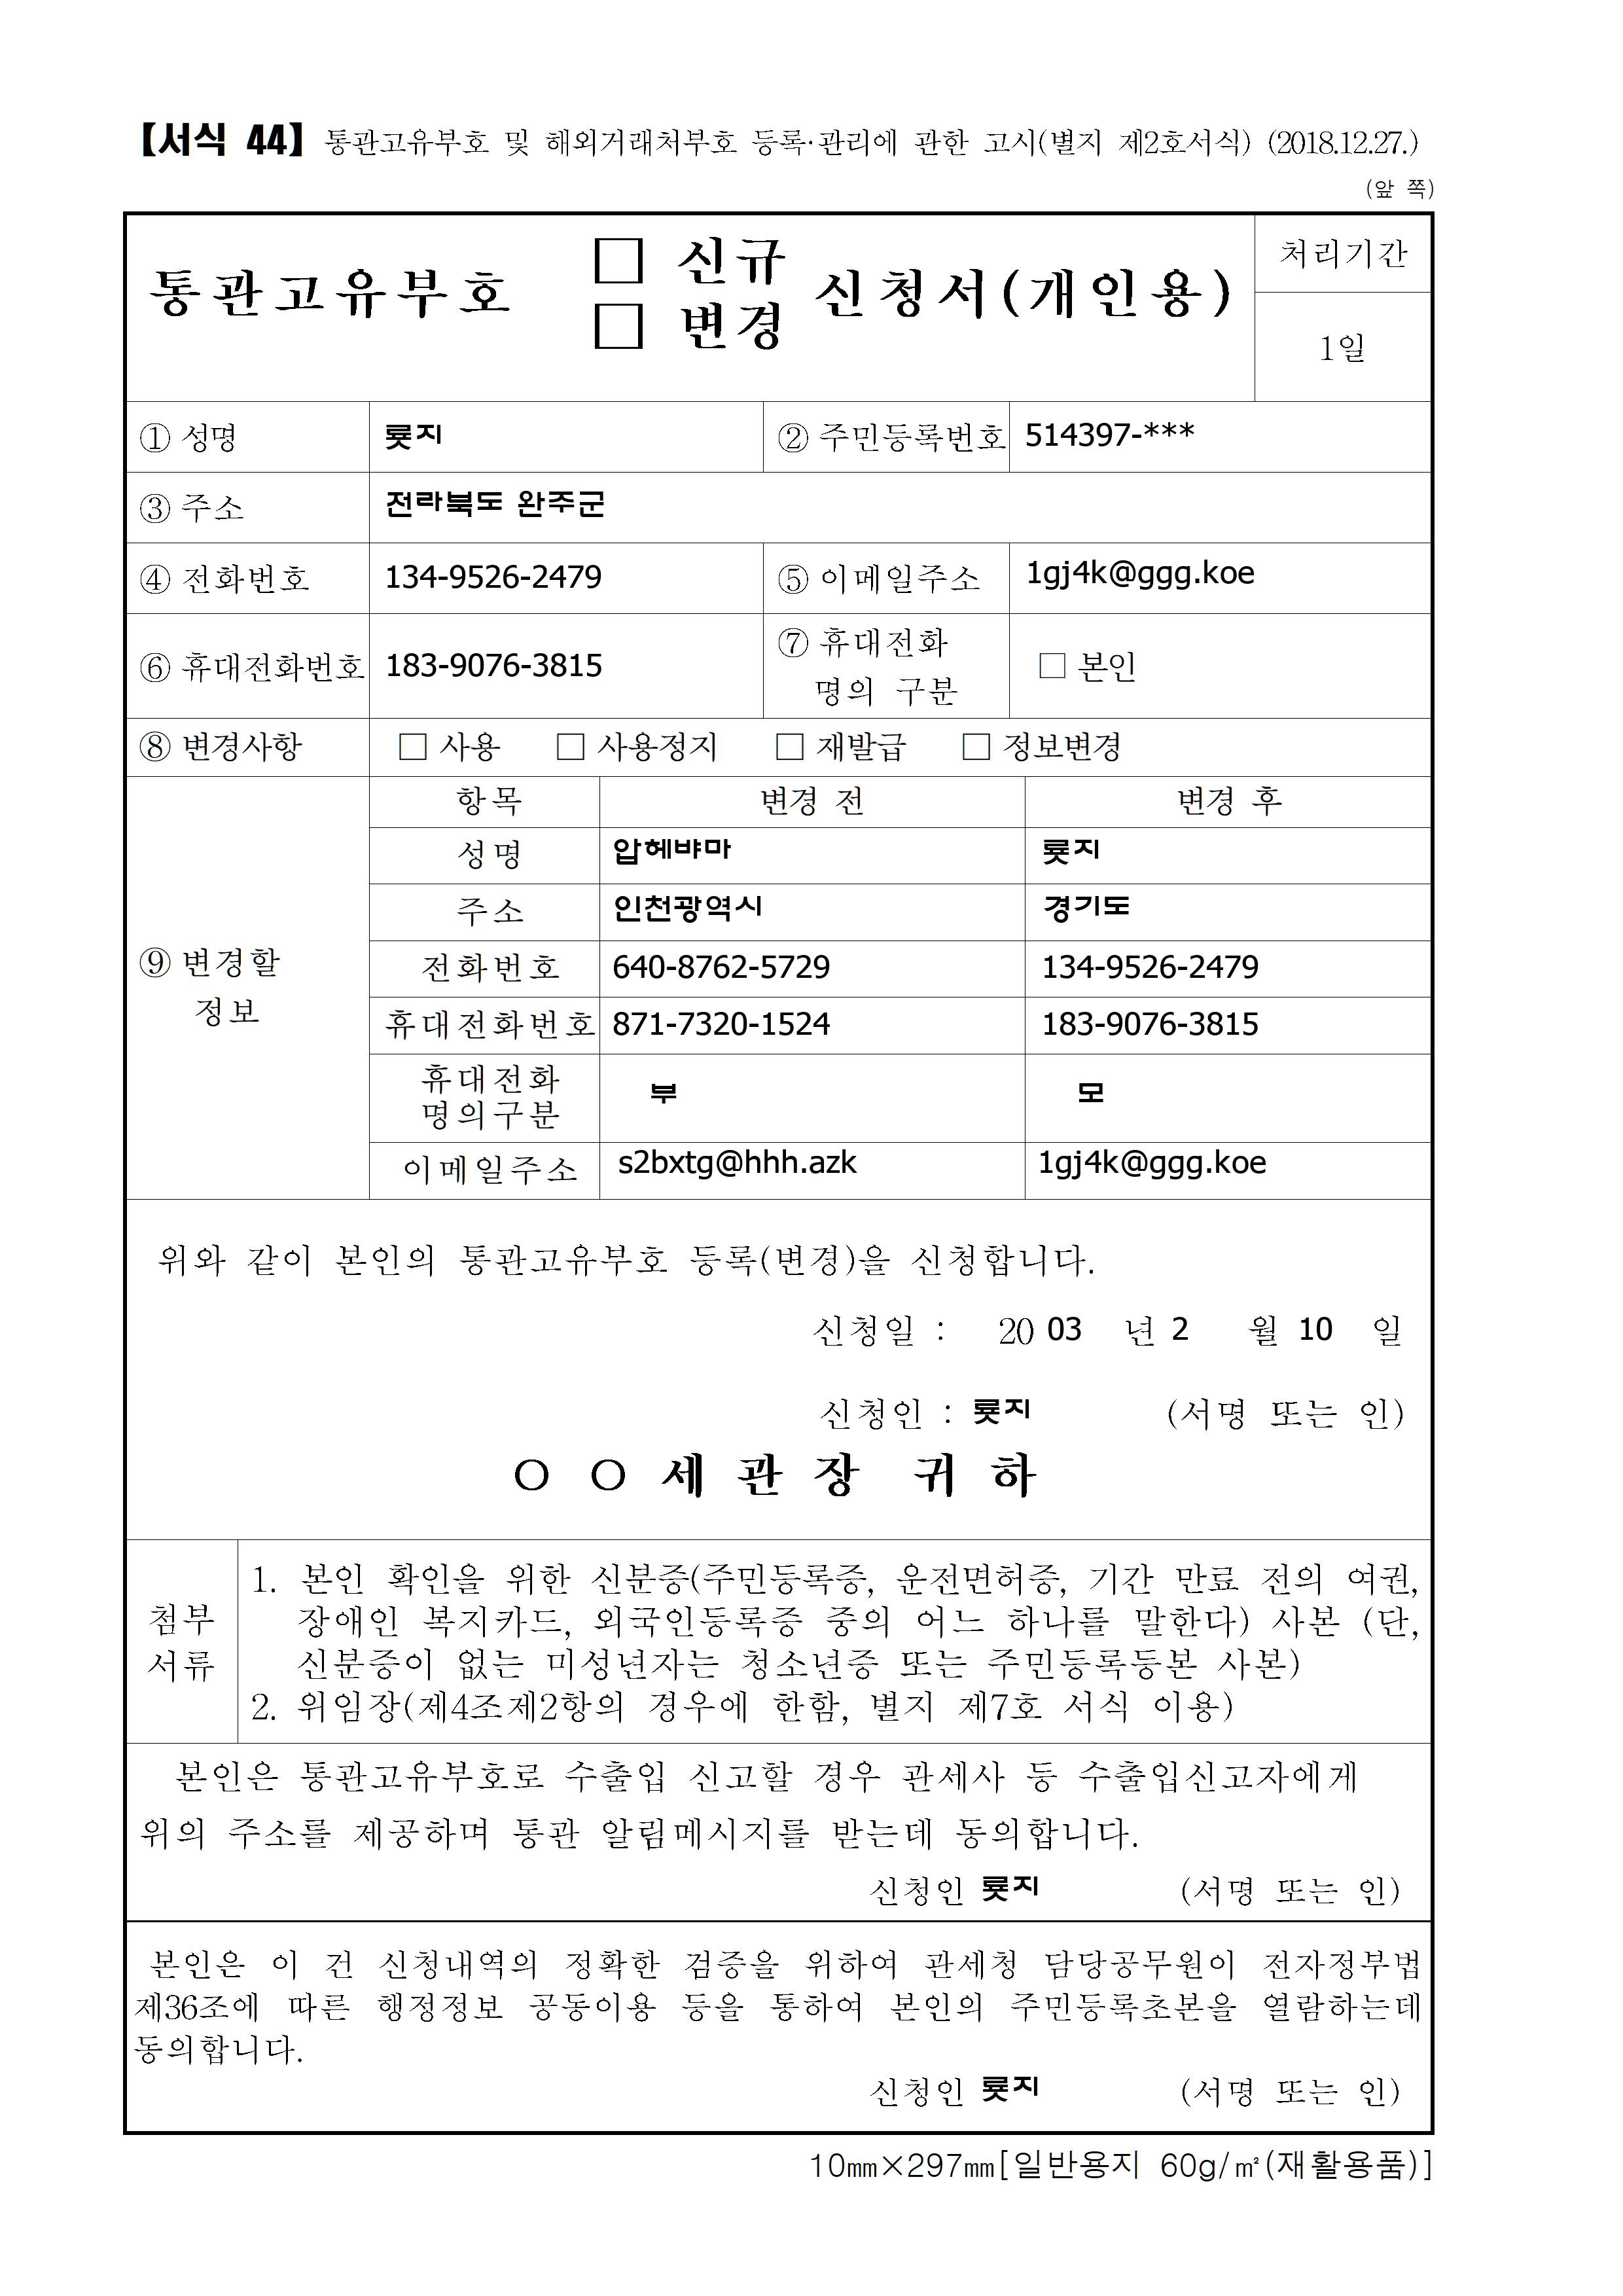 【서식 44】 통관고유부호 및 해외거래처부호 등록·관리에 관한 고시(별지 제2호서식) (2018.12.27.)
(앞 쪽)
통관고유부호 □ 신규 □ 변경 신청서(개인용)
처리기간
1일
① 성명 룢지 ② 주민등록번호 514397-***
③ 주소 전라북도 완주군
④ 전화번호 134-9526-2479 ⑤ 이메일주소 1gj4k@ggg.koe
⑥ 휴대전화번호 183-9076-3815 ⑦ 휴대전화 명의 구분 □ 본인
⑧ 변경사항 □ 사용 □ 사용정지 □ 재발급 □ 정보변경
⑨ 변경할 정보
항목 변경 전 변경 후
성명 압헤뱌마 룢지
주소 인천광역시 경기도
전화번호 640-8762-5729 134-9526-2479
휴대전화번호 871-7320-1524 183-9076-3815
휴대전화 명의구분 부 모
이메일주소 s2bxtg@hhh.azk 1gj4k@ggg.koe
위와 같이 본인의 통관고유부호 등록(변경)을 신청합니다.
신청일 : 20 03 년 2 월 10 일
신청인 : 룢지 (서명 또는 인)
○ ○ 세 관 장 귀 하
첨부 서류
1. 본인 확인을 위한 신분증(주민등록증, 운전면허증, 기간 만료 전의 여권,
장애인 복지카드, 외국인등록증 중의 어느 하나를 말한다) 사본 (단,
신분증이 없는 미성년자는 청소년증 또는 주민등록등본 사본)
2. 위임장(제4조제2항의 경우에 한함, 별지 제7호 서식 이용)
본인은 통관고유부호로 수출입 신고할 경우 관세사 등 수출입신고자에게
위의 주소를 제공하며 통관 알림메시지를 받는데 동의합니다.
신청인 룢지 (서명 또는 인)
본인은 이 건 신청내역의 정확한 검증을 위하여 관세청 담당공무원이 전자정부법
제36조에 따른 행정정보 공동이용 등을 통하여 본인의 주민등록초본을 열람하는데
동의합니다.
신청인 룢지 (서명 또는 인)
10㎜×297㎜[일반용지 60g/㎡(재활용품)]